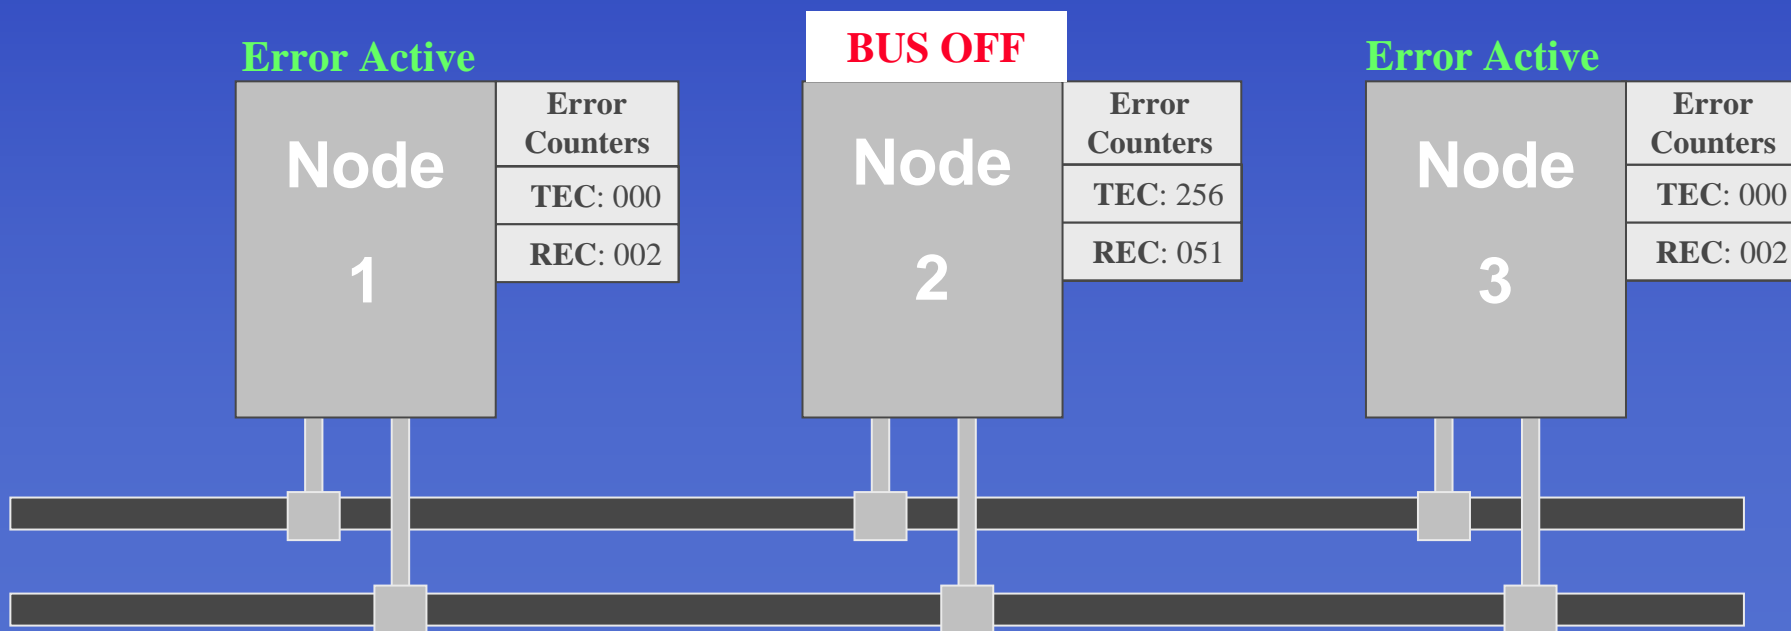 Error Active
Node
1
Error
Counters
TEC: 000
REC: 002
BUS OFF
Node
2
Error
Counters
TEC: 256
REC: 051
Error Active
Node
3
Error
Counters
TEC: 000
REC: 002